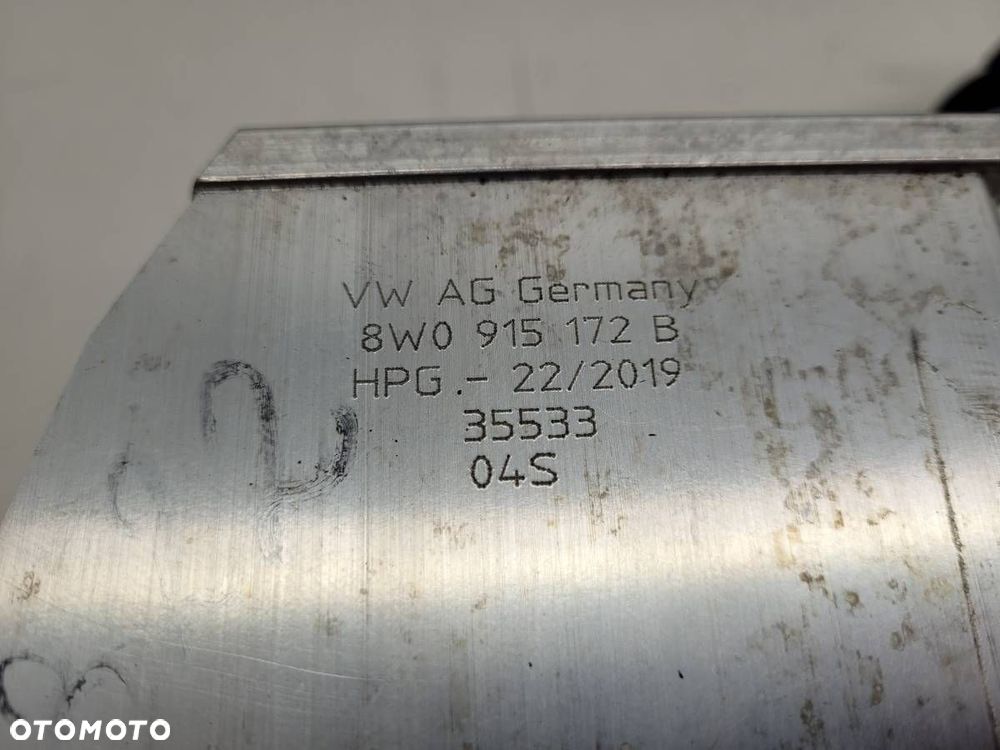 VW AG Germany
8W0 915 172 B
HPG.- 22/2019
35533
04S
OTOMOTO